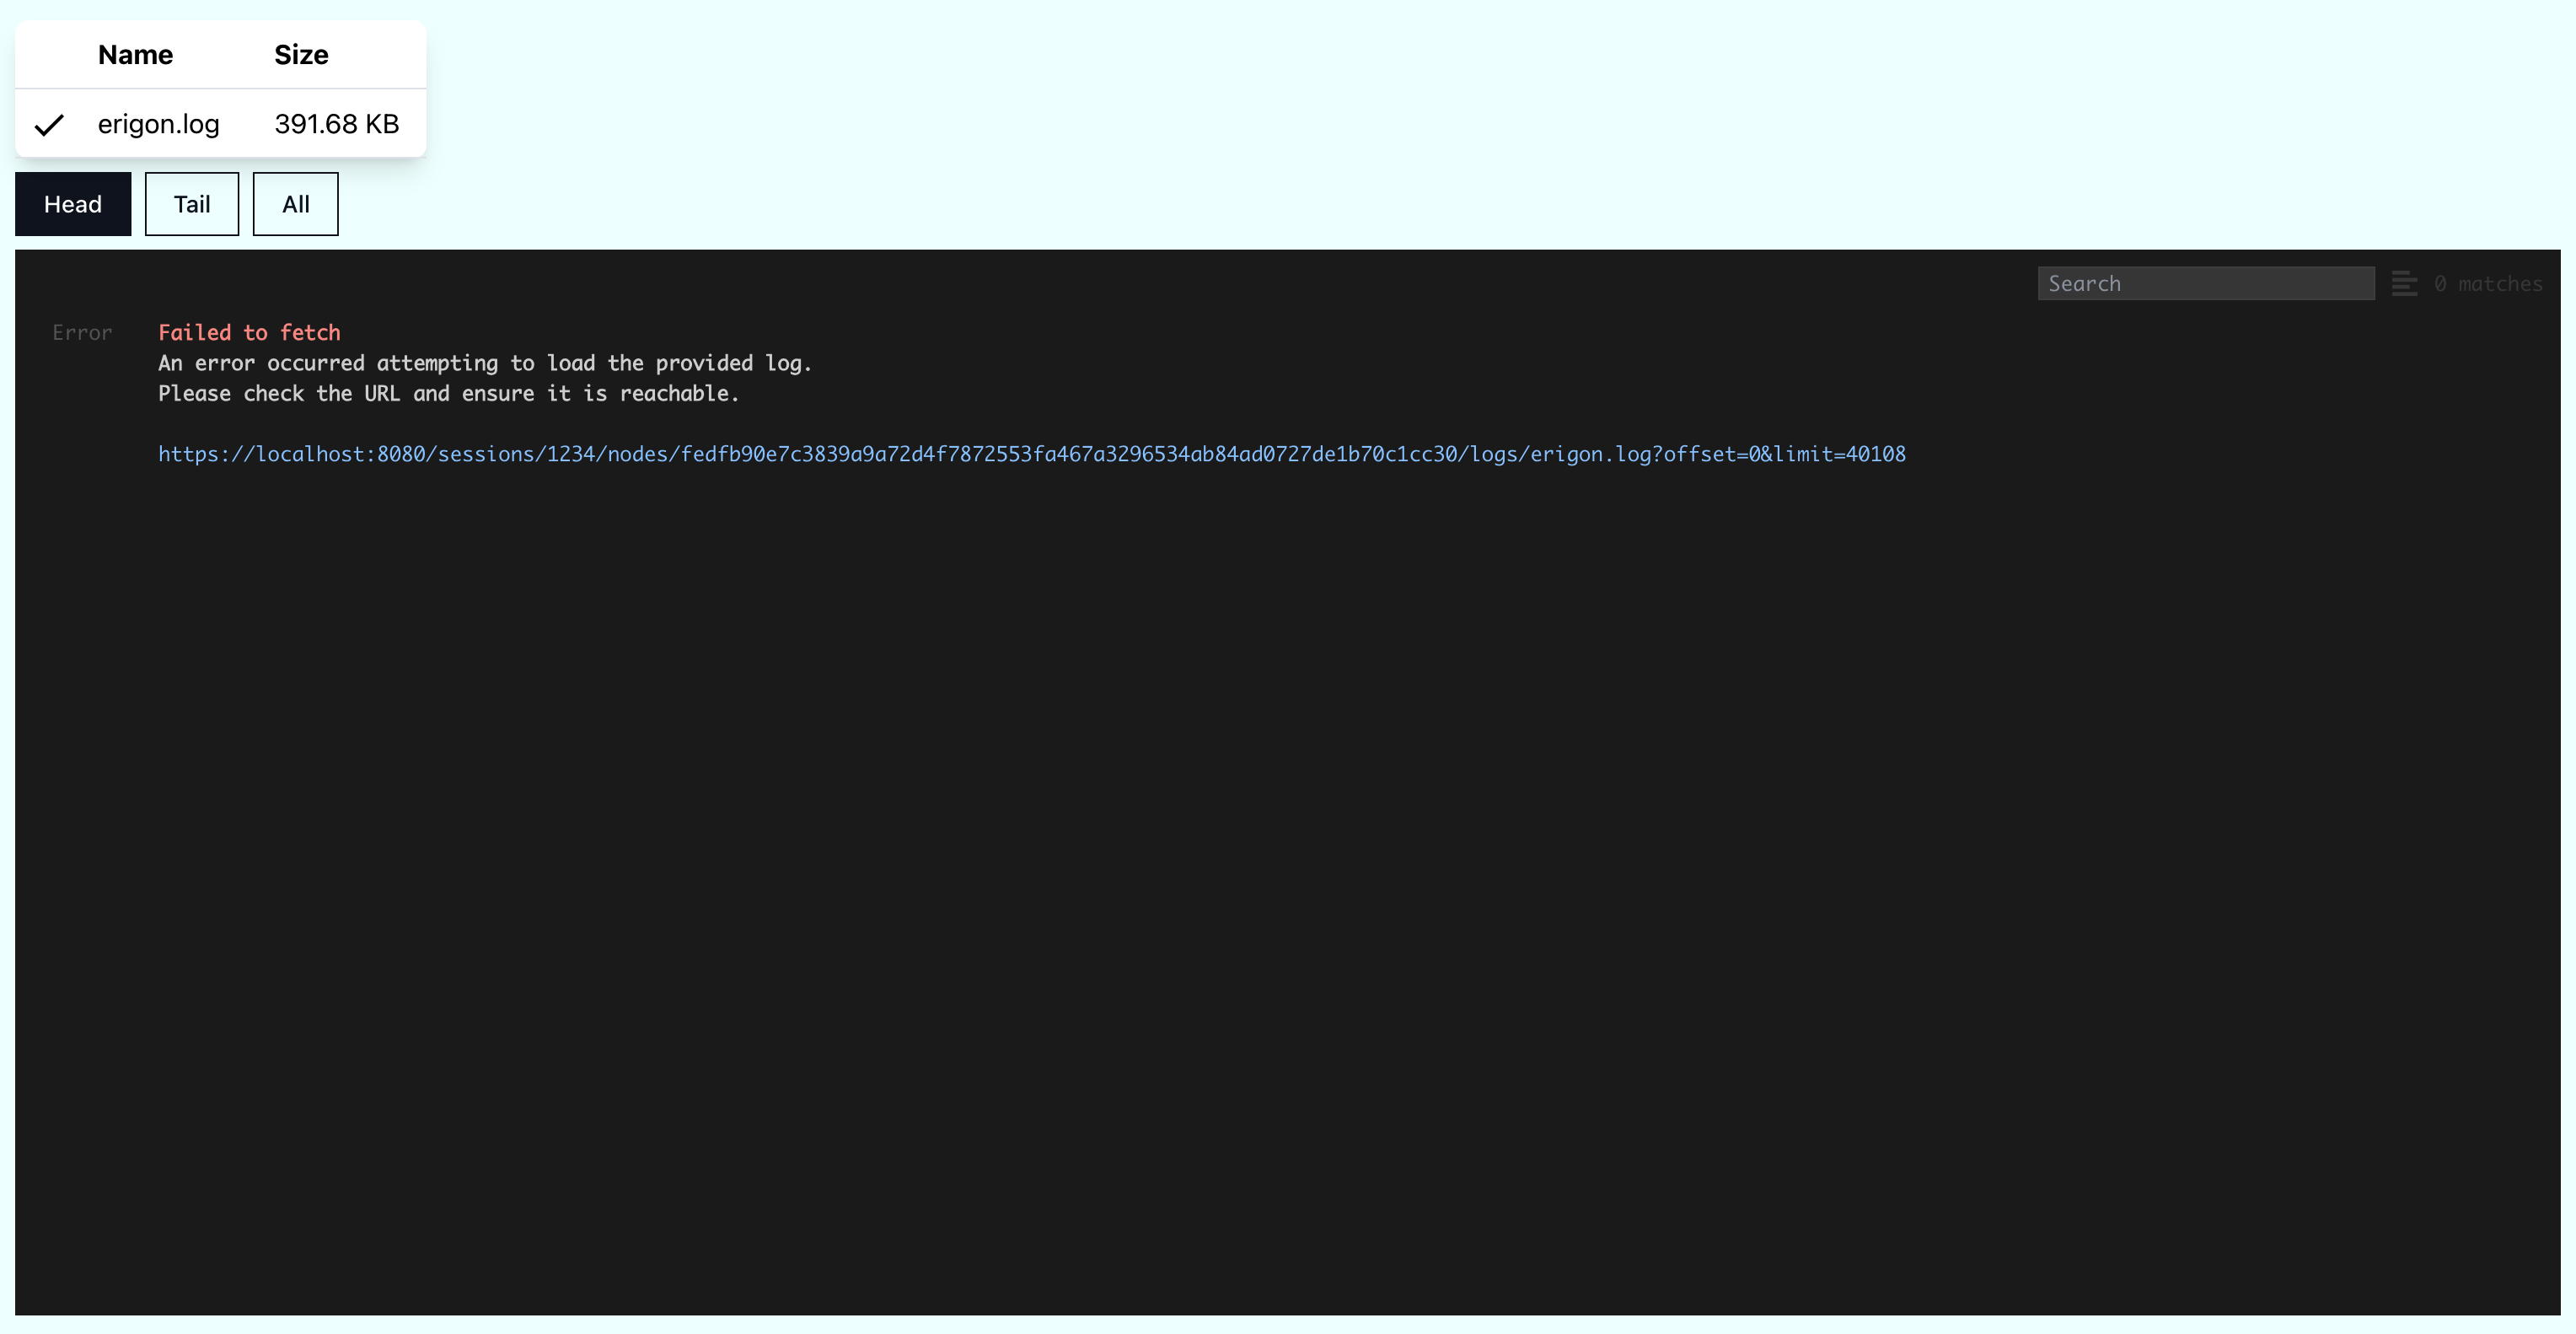 Name Size
erigon.log 391.68 KB
Head Tail All
Search 0 matches
Error Failed to fetch
An error occurred attempting to load the provided log.
Please check the URL and ensure it is reachable.
https://localhost:8080/sessions/1234/nodes/fedfb90e7c3839a9a72d4f7872553fa467a3296534ab84ad0727de1b70c1cc30/logs/erigon.log?offset=0&limit=40108